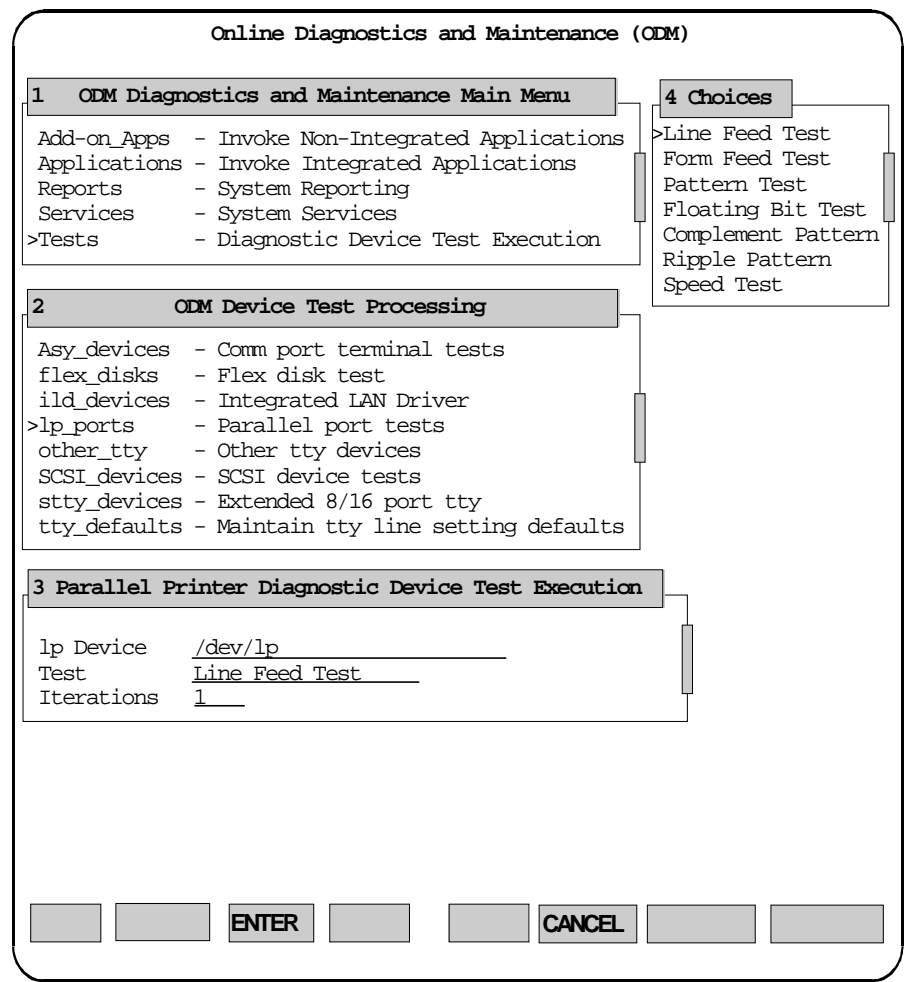 Online Diagnostics and Maintenance (ODM)
1 ODM Diagnostics and Maintenance Main Menu
Add-on_Apps - Invoke Non-Integrated Applications
Applications - Invoke Integrated Applications
Reports - System Reporting
Services - System Services
>Tests - Diagnostic Device Test Execution
4 Choices
>Line Feed Test
Form Feed Test
Pattern Test
Floating Bit Test
Complement Pattern
Ripple Pattern
Speed Test
2 ODM Device Test Processing
Asy_devices - Comm port terminal tests
flex_disks - Flex disk test
ild_devices - Integrated LAN Driver
>lp_ports - Parallel port tests
other_tty - Other tty devices
SCSI_devices - SCSI device tests
stty_devices - Extended 8/16 port tty
tty_defaults - Maintain tty line setting defaults
3 Parallel Printer Diagnostic Device Test Execution
lp Device /dev/lp
Test Line Feed Test
Iterations 1
ENTER CANCEL